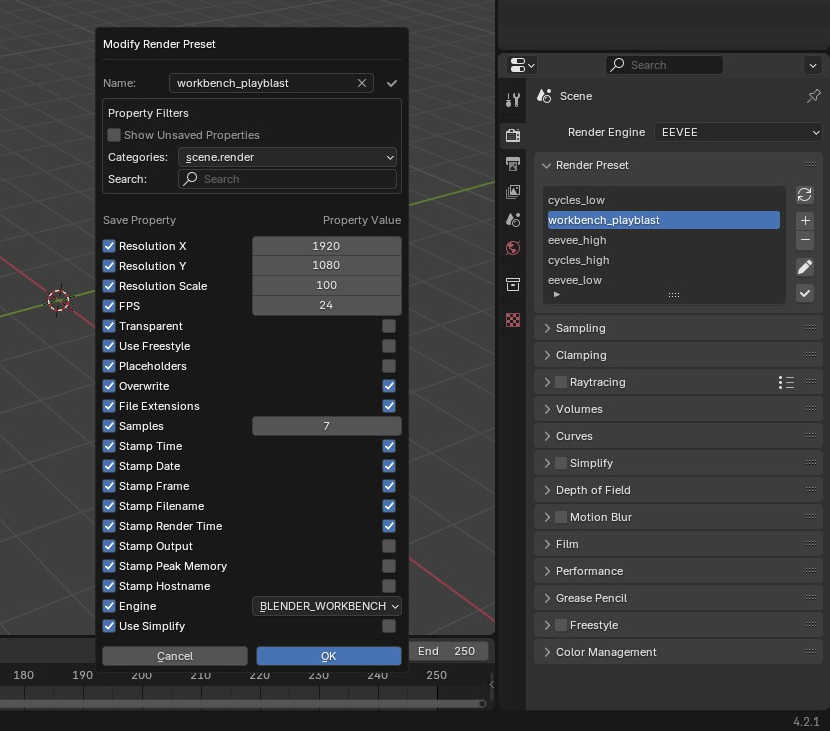 Modify Render Preset
Name: workbench_playblast
Property Filters
Show Unsaved Properties
Categories: scene.render
Search: Search
Save Property Property Value
Resolution X 1920
Resolution Y 1080
Resolution Scale 100
FPS 24
Transparent
Use Freestyle
Placeholders
Overwrite
File Extensions
Samples 7
Stamp Time
Stamp Date
Stamp Frame
Stamp Filename
Stamp Render Time
Stamp Output
Stamp Peak Memory
Stamp Hostname
Engine BLENDER_WORKBENCH
Use Simplify
Cancel OK
End 250
180 190 200 210 220 230 240 250
Search
Scene
Render Engine EEVEE
Render Preset
cycles_low
workbench_playblast
eevee_high
cycles_high
eevee_low
Sampling
Clamping
Raytracing
Volumes
Curves
Simplify
Depth of Field
Motion Blur
Film
Performance
Grease Pencil
Freestyle
Color Management
4.2.1